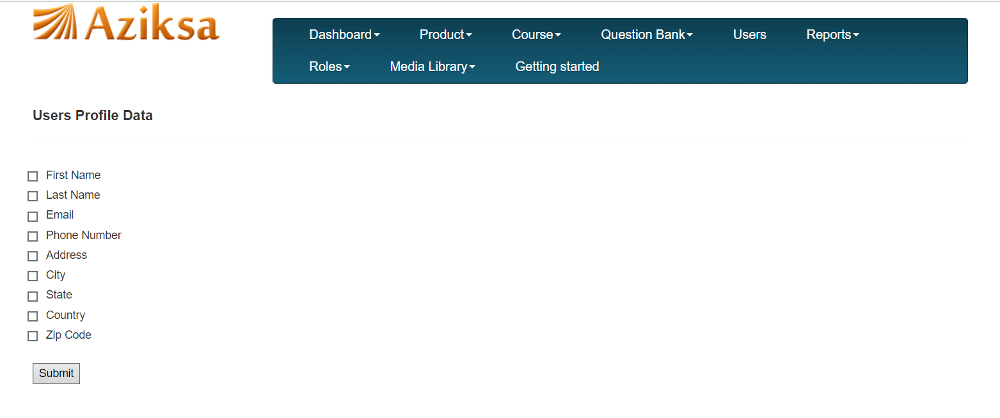 Aziksa
Dashboard Product Course Question Bank Users Reports
Roles Media Library Getting started
Users Profile Data
First Name
Last Name
Email
Phone Number
Address
City
State
Country
Zip Code
Submit